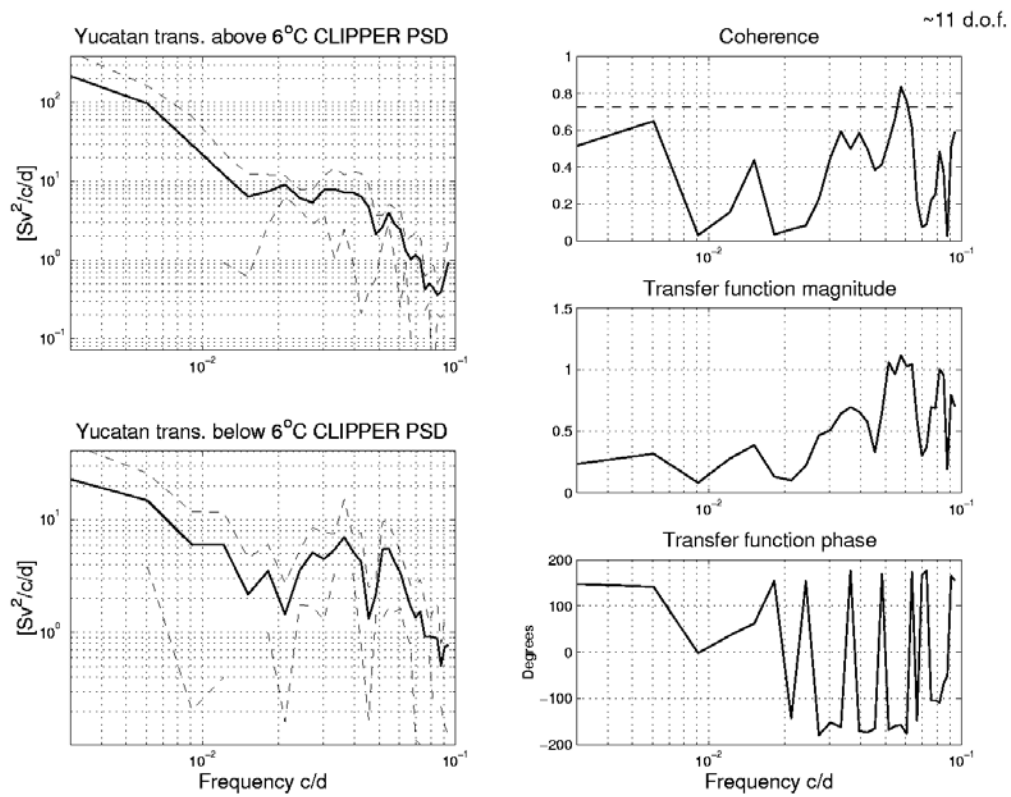 ~11 d.o.f.
Yucatan trans. above 6°C CLIPPER PSD
[Sv²/c/d]
10²
10¹
10⁰
10⁻¹
10⁻²
10⁻¹
Yucatan trans. below 6°C CLIPPER PSD
[Sv²/c/d]
10¹
10⁰
10⁻²
10⁻¹
Frequency c/d
Coherence
1
0.8
0.6
0.4
0.2
0
10⁻²
10⁻¹
Transfer function magnitude
1.5
1
0.5
0
10⁻²
10⁻¹
Transfer function phase
Degrees
200
100
0
−100
−200
10⁻²
10⁻¹
Frequency c/d